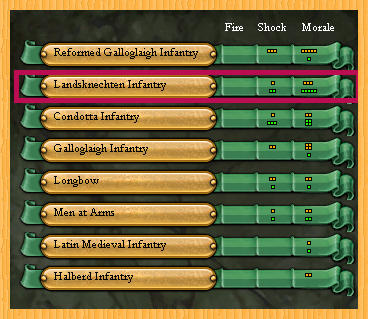 Fire Shock Morale
Reformed Galloglaigh Infantry
Landsknechten Infantry
Condotta Infantry
Galloglaigh Infantry
Longbow
Men at Arms
Latin Medieval Infantry
Halberd Infantry